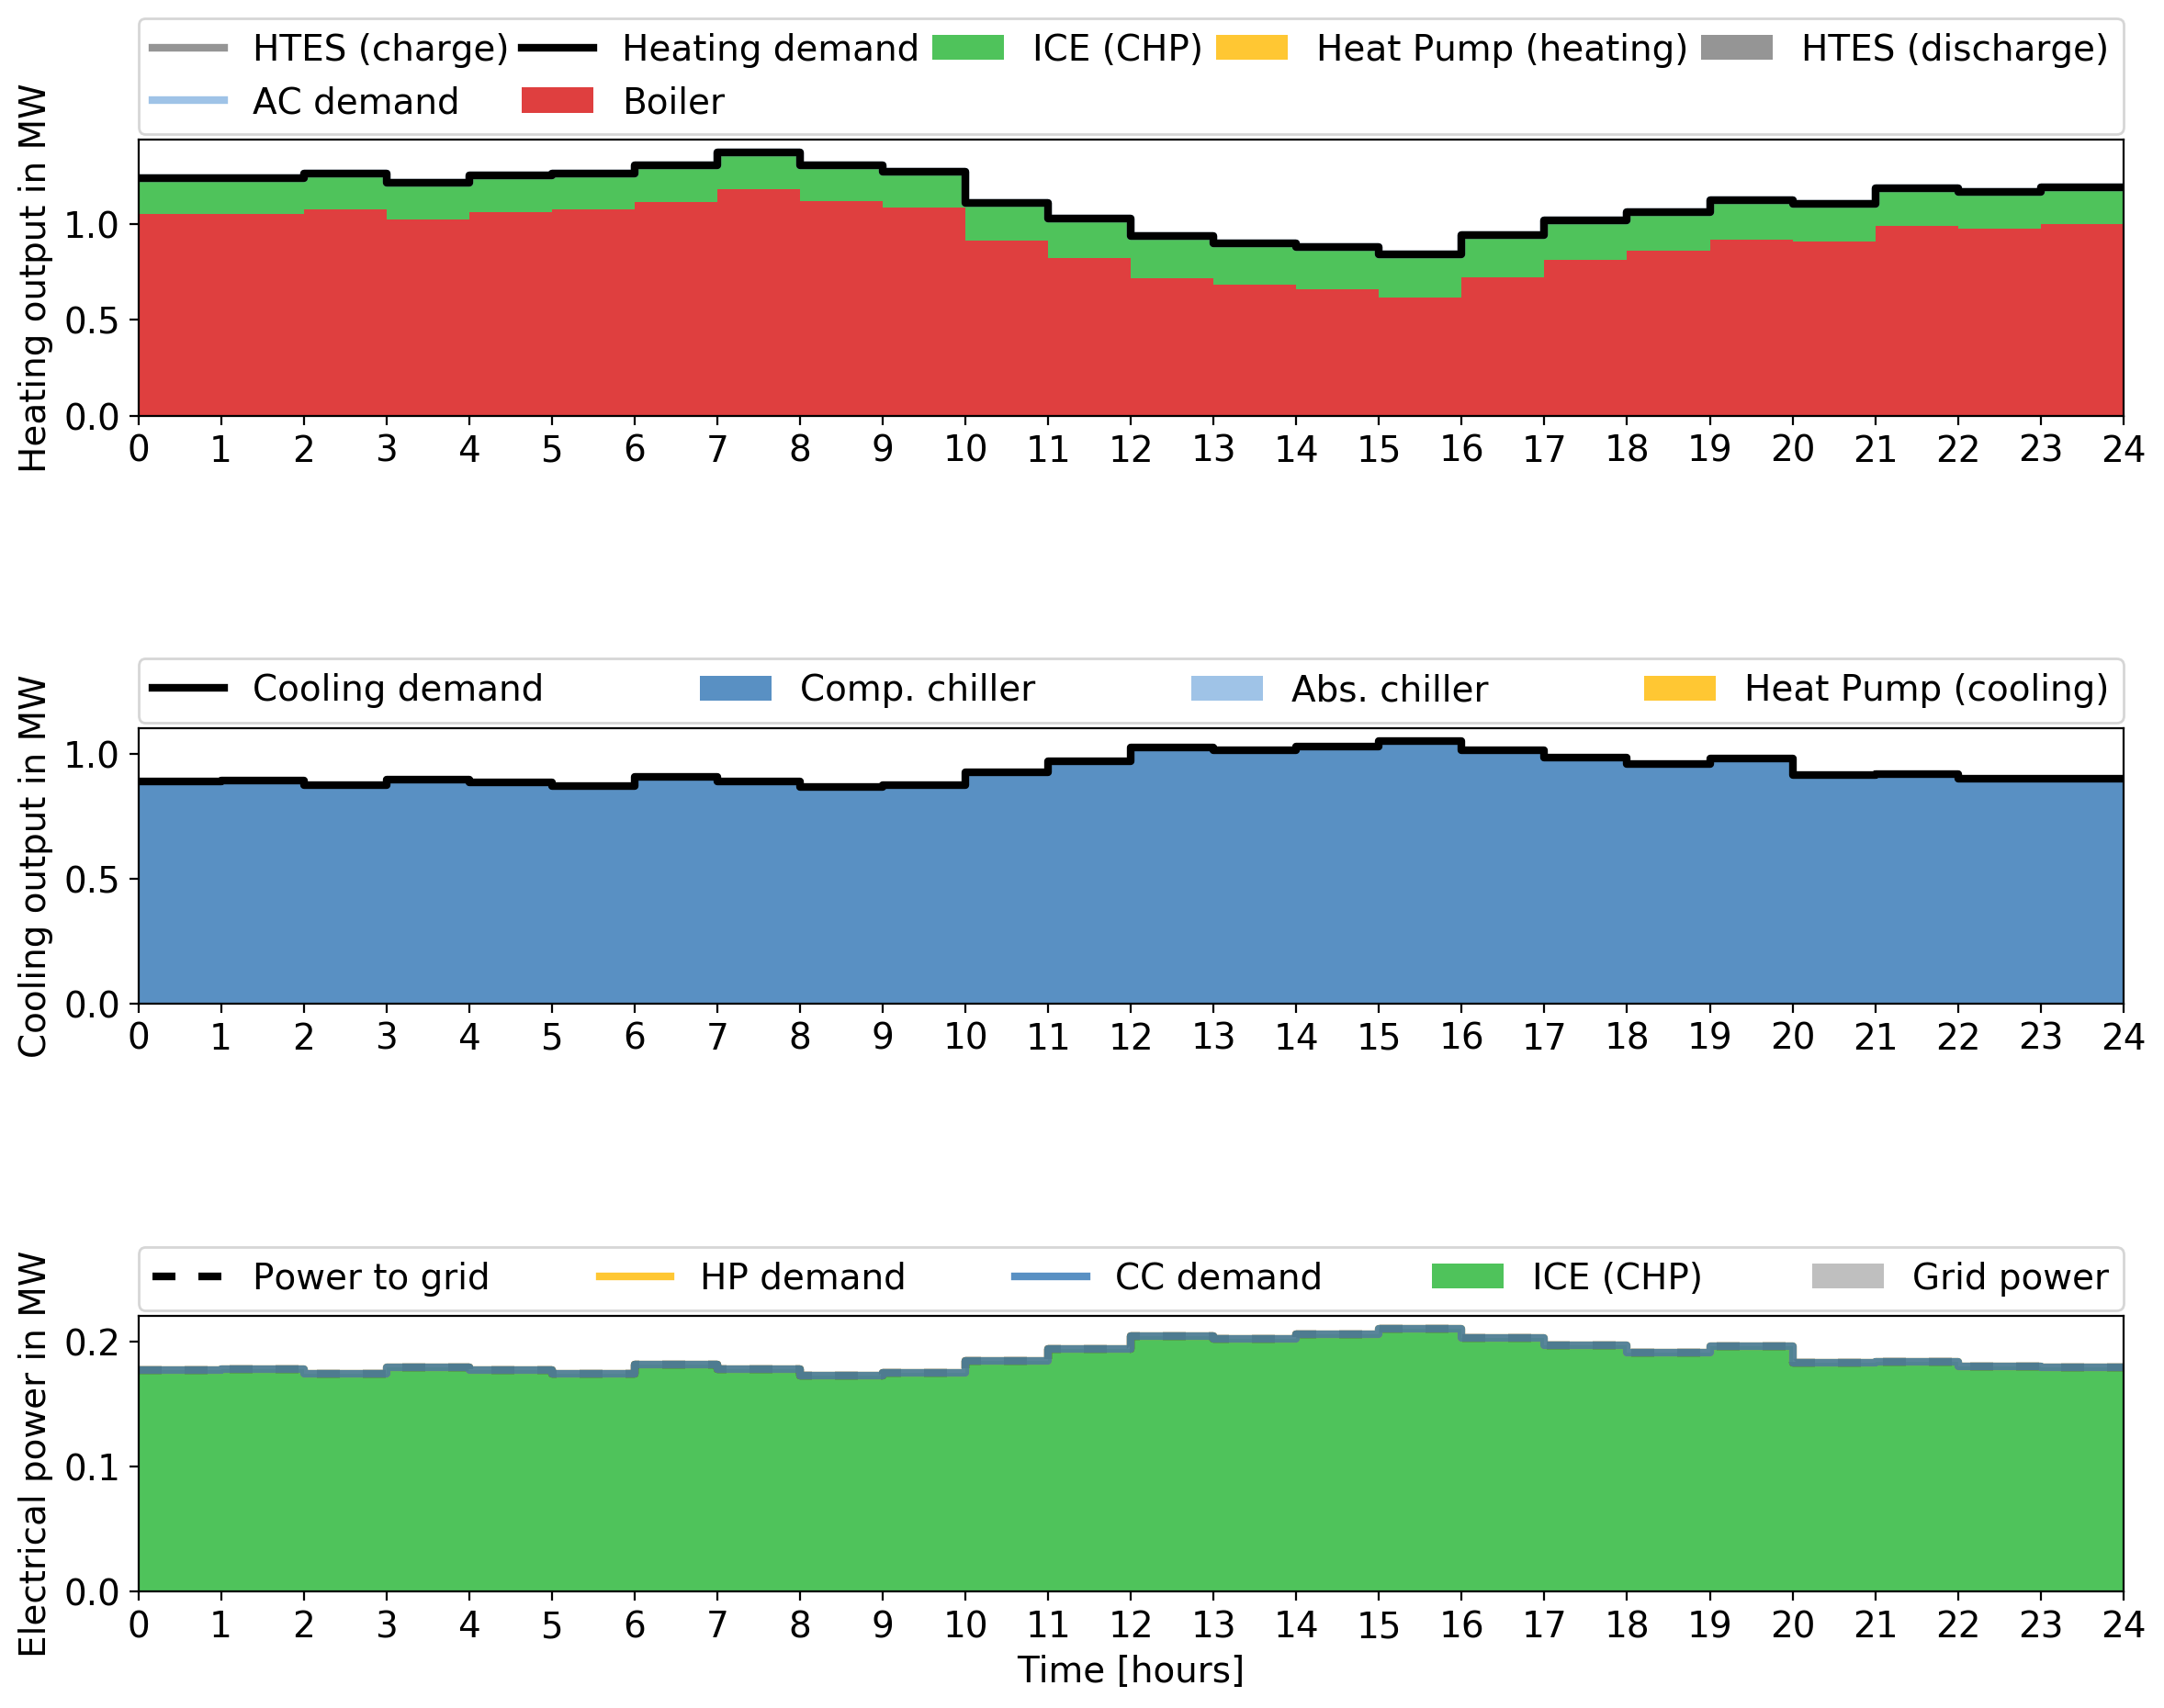 HTES (charge) Heating demand ICE (CHP) Heat Pump (heating) HTES (discharge)
AC demand Boiler
Heating output in MW
1.0
0.5
0.0
0 1 2 3 4 5 6 7 8 9 10 11 12 13 14 15 16 17 18 19 20 21 22 23 24
Cooling demand Comp. chiller Abs. chiller Heat Pump (cooling)
Cooling output in MW
1.0
0.5
0.0
0 1 2 3 4 5 6 7 8 9 10 11 12 13 14 15 16 17 18 19 20 21 22 23 24
Power to grid HP demand CC demand ICE (CHP) Grid power
Electrical power in MW
0.2
0.1
0.0
0 1 2 3 4 5 6 7 8 9 10 11 12 13 14 15 16 17 18 19 20 21 22 23 24
Time [hours]